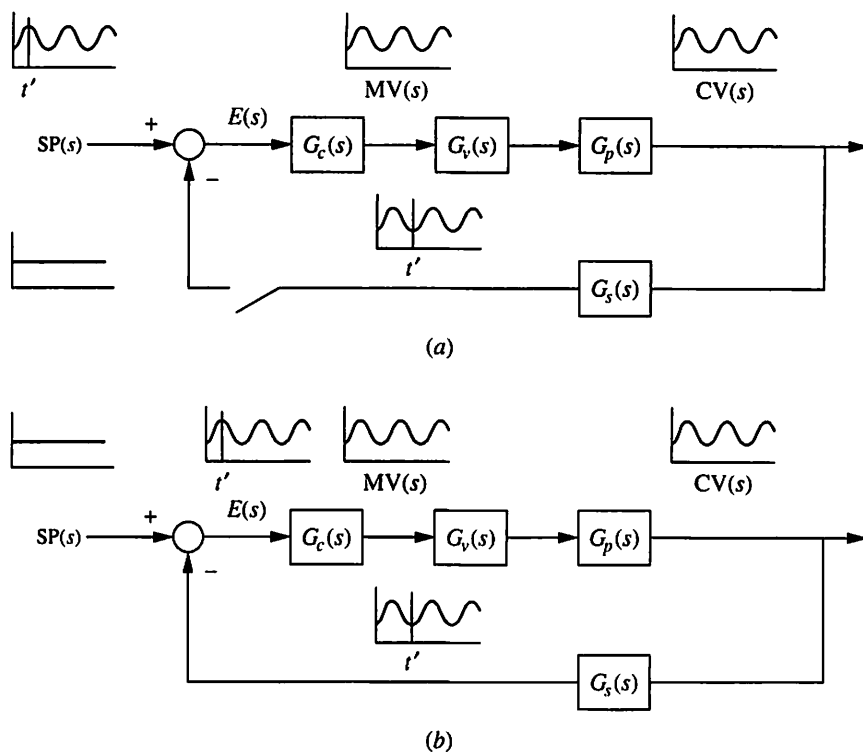 t′
MV(s)
CV(s)
SP(s)
+
−
E(s)
G_c(s)
G_v(s)
G_p(s)
t′
G_s(s)
(a)
t′
MV(s)
CV(s)
SP(s)
+
−
E(s)
G_c(s)
G_v(s)
G_p(s)
t′
G_s(s)
(b)